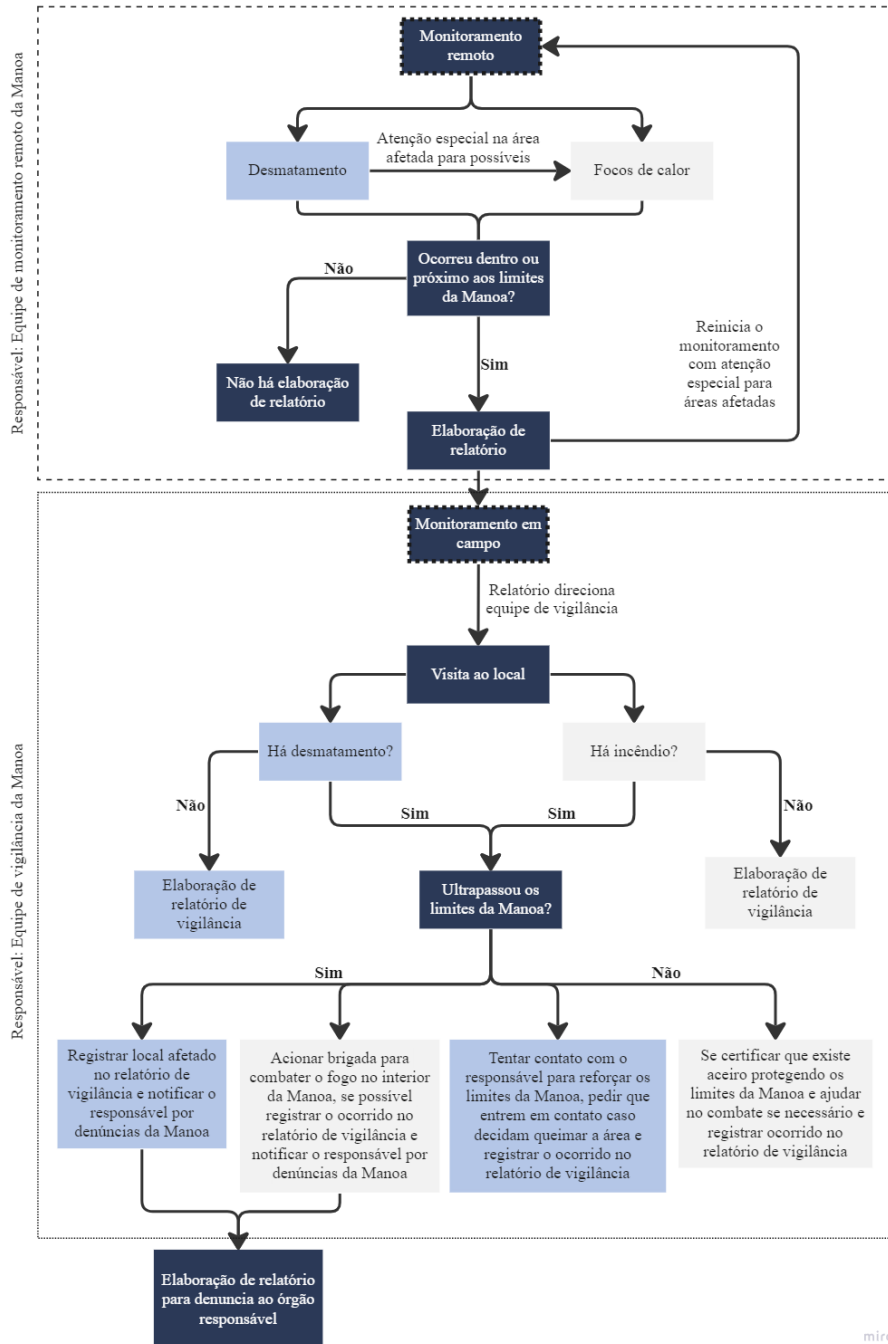 Responsável: Equipe de monitoramento remoto da Manoa
Monitoramento
remoto
Desmatamento
Atenção especial na área
afetada para possíveis
Focos de calor
Ocorreu dentro ou
próximo aos limites
da Manoa?
Não
Não há elaboração
de relatório
Sim
Reinicia o
monitoramento
com atenção
especial para
áreas afetadas
Elaboração de
relatório
Responsável: Equipe de vigilância da Manoa
Monitoramento em
campo
Relatório direciona
equipe de vigilância
Visita ao local
Há desmatamento?
Há incêndio?
Não
Sim
Sim
Não
Elaboração de
relatório de
vigilância
Ultrapassou os
limites da Manoa?
Elaboração de
relatório de
vigilância
Sim
Não
Registrar local afetado
no relatório de
vigilância e notificar o
responsável por
denúncias da Manoa
Acionar brigada para
combater o fogo no interior
da Manoa, se possível
registrar o ocorrido no
relatório de vigilância e
notificar o responsável por
denúncias da Manoa
Tentar contato com o
responsável para reforçar os
limites da Manoa, pedir que
entrem em contato caso
decidam queimar a área e
registrar o ocorrido no
relatório de vigilância
Se certificar que existe
aceiro protegendo os
limites da Manoa e ajudar
no combate se necessário e
registrar ocorrido no
relatório de vigilância
Elaboração de relatório
para denuncia ao órgão
responsável